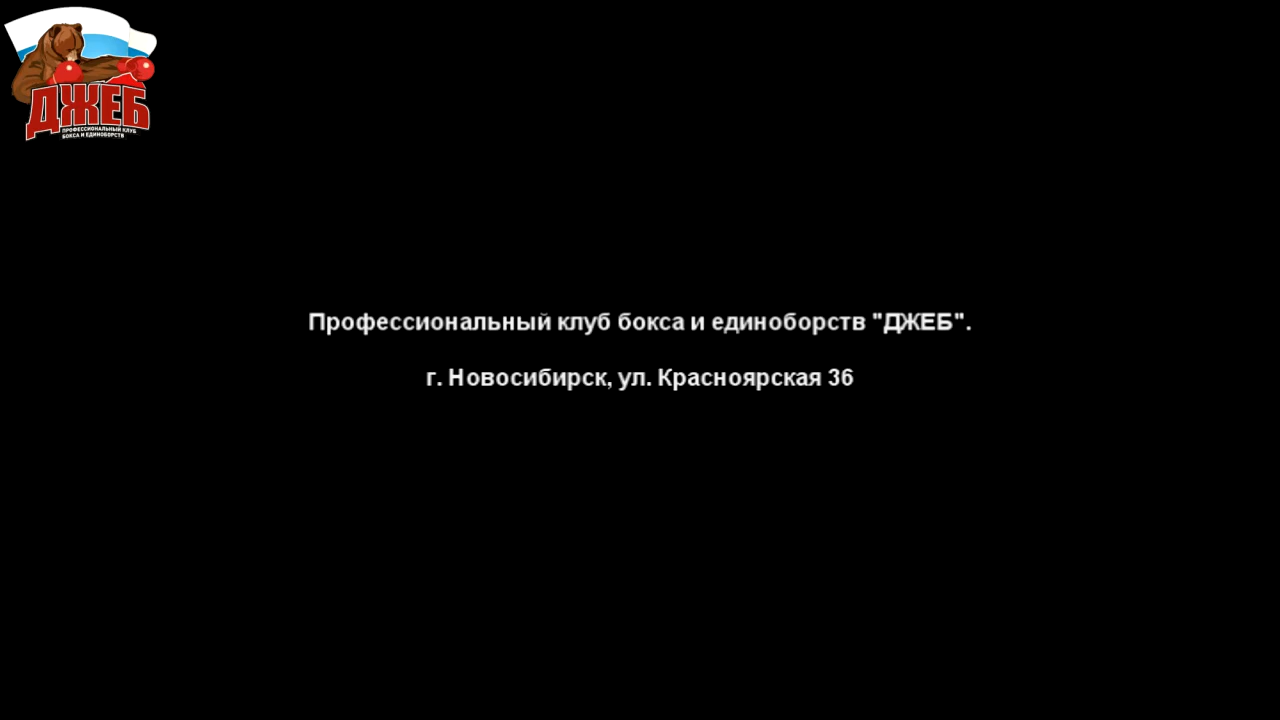 ДЖЕБ
ПРОФЕССИОНАЛЬНЫЙ КЛУБ
БОКСА И ЕДИНОБОРСТВ
Профессиональный клуб бокса и единоборств "ДЖЕБ".
г. Новосибирск, ул. Красноярская 36